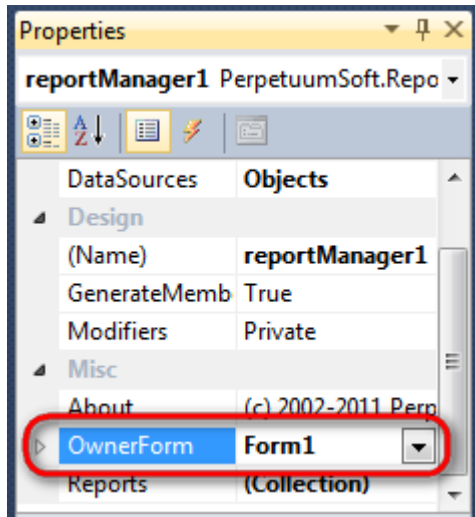 Properties
reportManager1 PerpetuumSoft.Repo
DataSources Objects
Design
(Name) reportManager1
GenerateMemb True
Modifiers Private
Misc
About (c) 2002-2011 Perp
OwnerForm Form1
Reports (Collection)